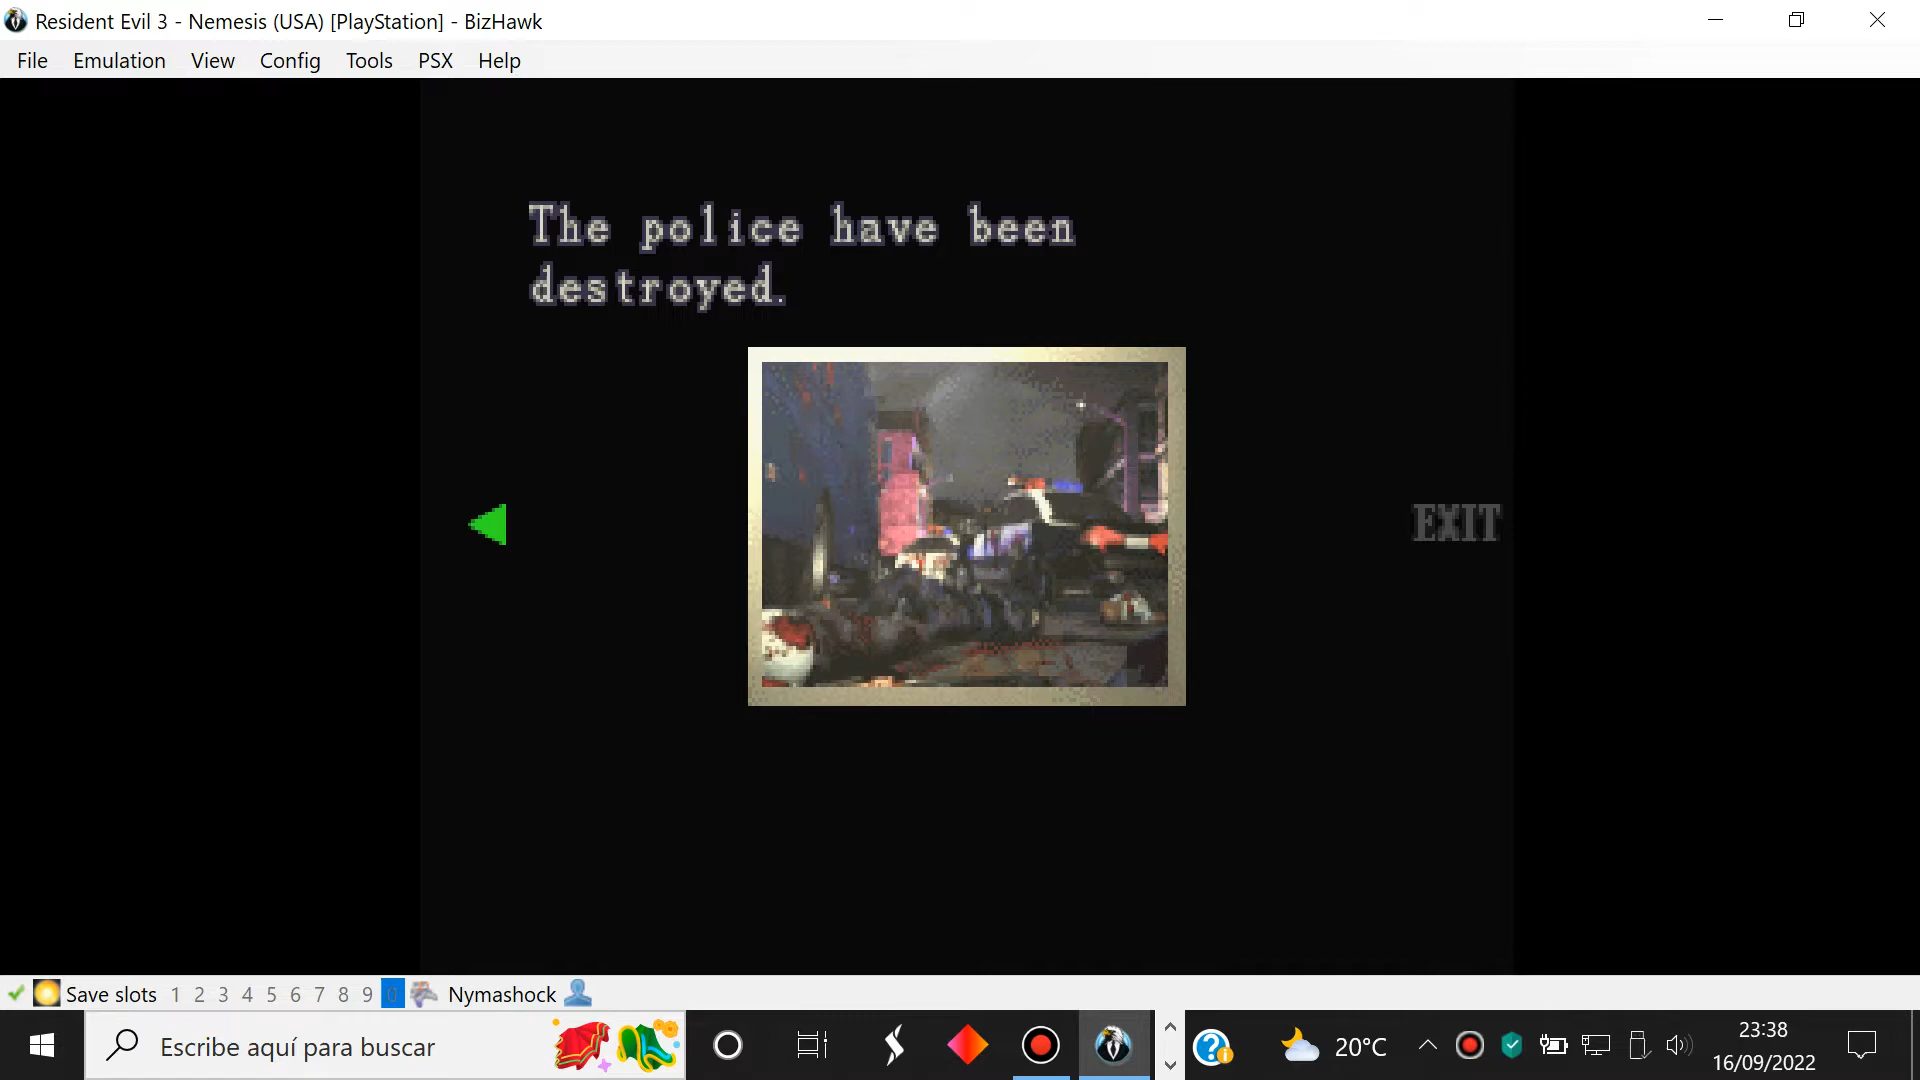 Resident Evil 3 - Nemesis (USA) [PlayStation] - BizHawk
File Emulation View Config Tools PSX Help
The police have been
destroyed.
EXIT
Save slots 1 2 3 4 5 6 7 8 9 0 Nymashock
Escribe aquí para buscar
20°C
23:38
16/09/2022